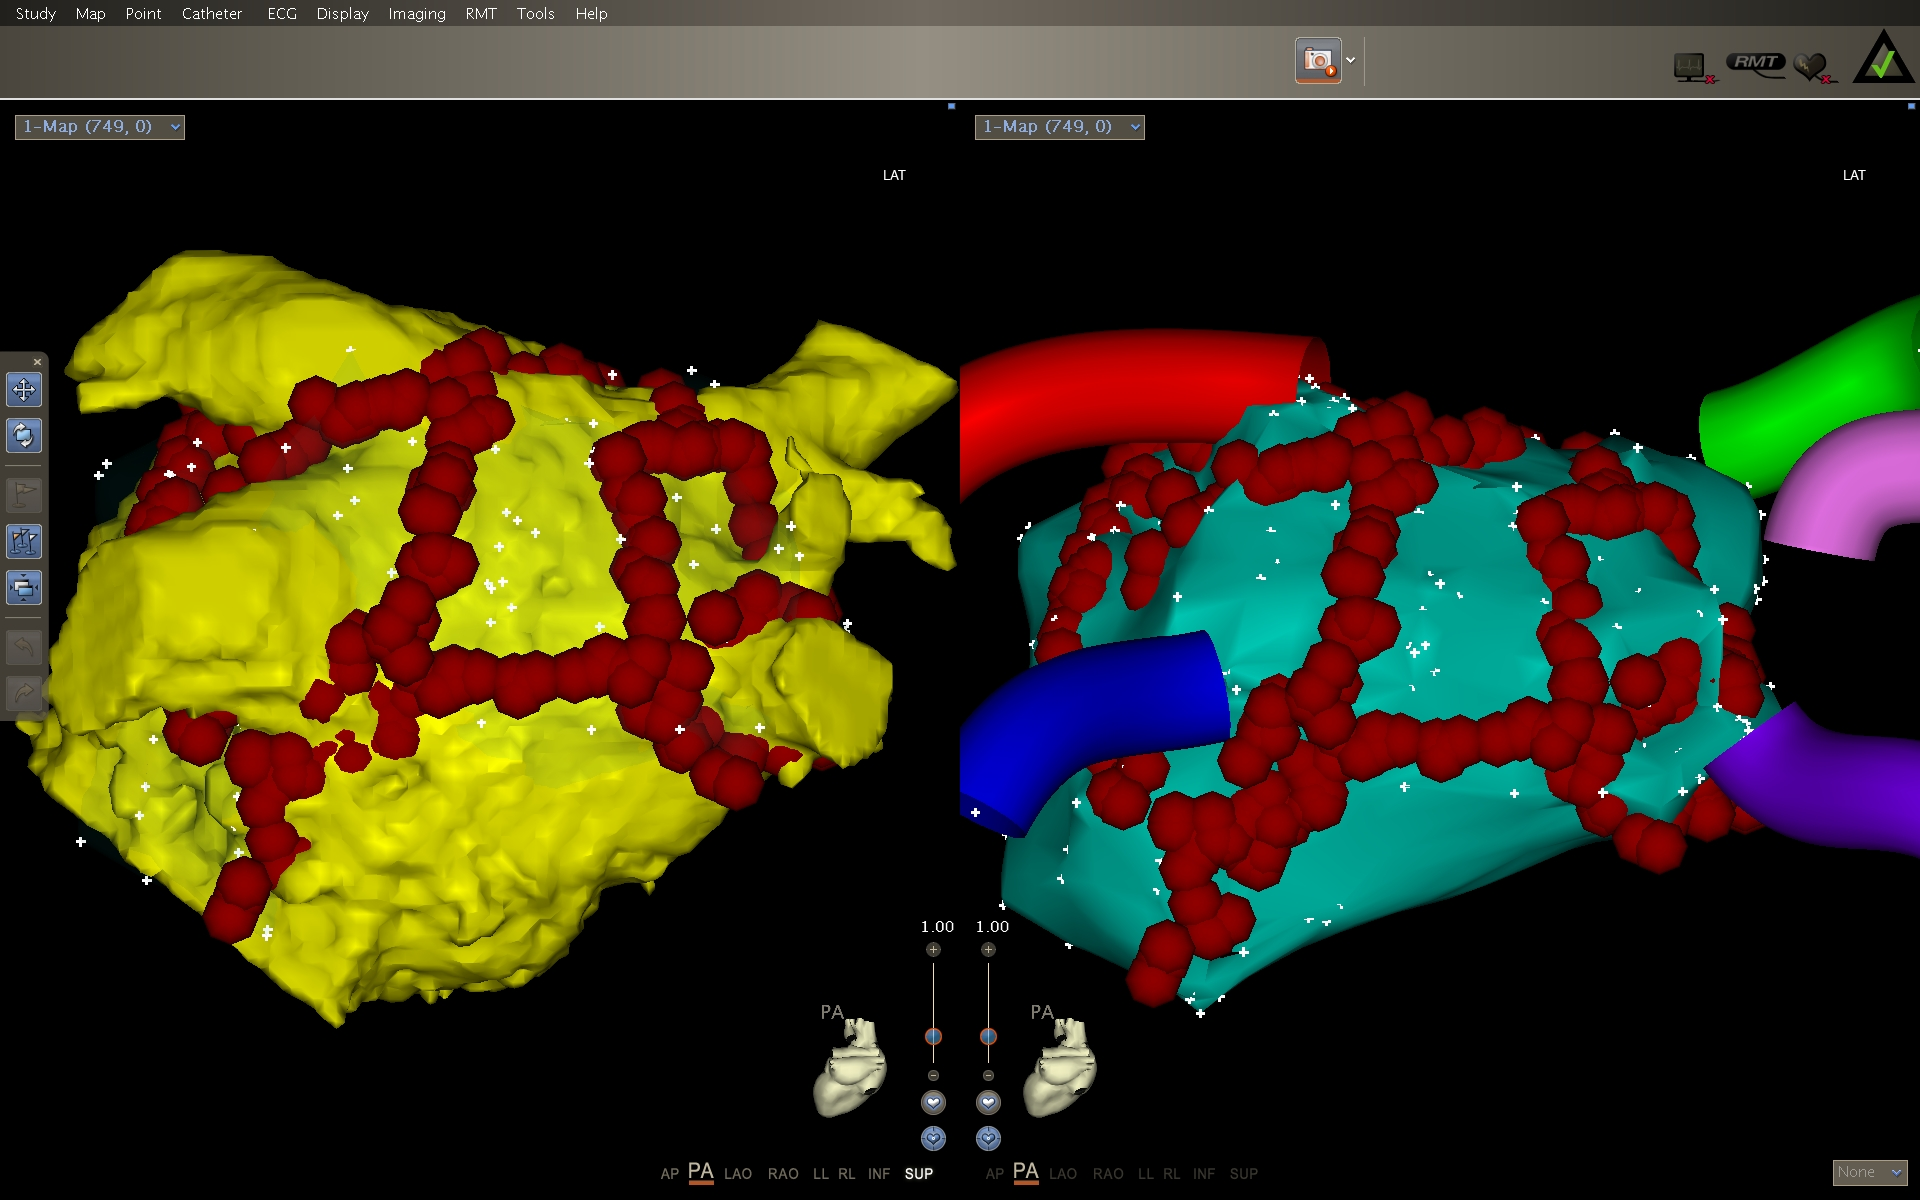 Study Map Point Catheter ECG Display Imaging RMT Tools Help
RMT
1-Map (749, 0)
1-Map (749, 0)
LAT
LAT
1.00 1.00
PA
PA
AP PA LAO RAO LL RL INF SUP
AP PA LAO RAO LL RL INF SUP
None